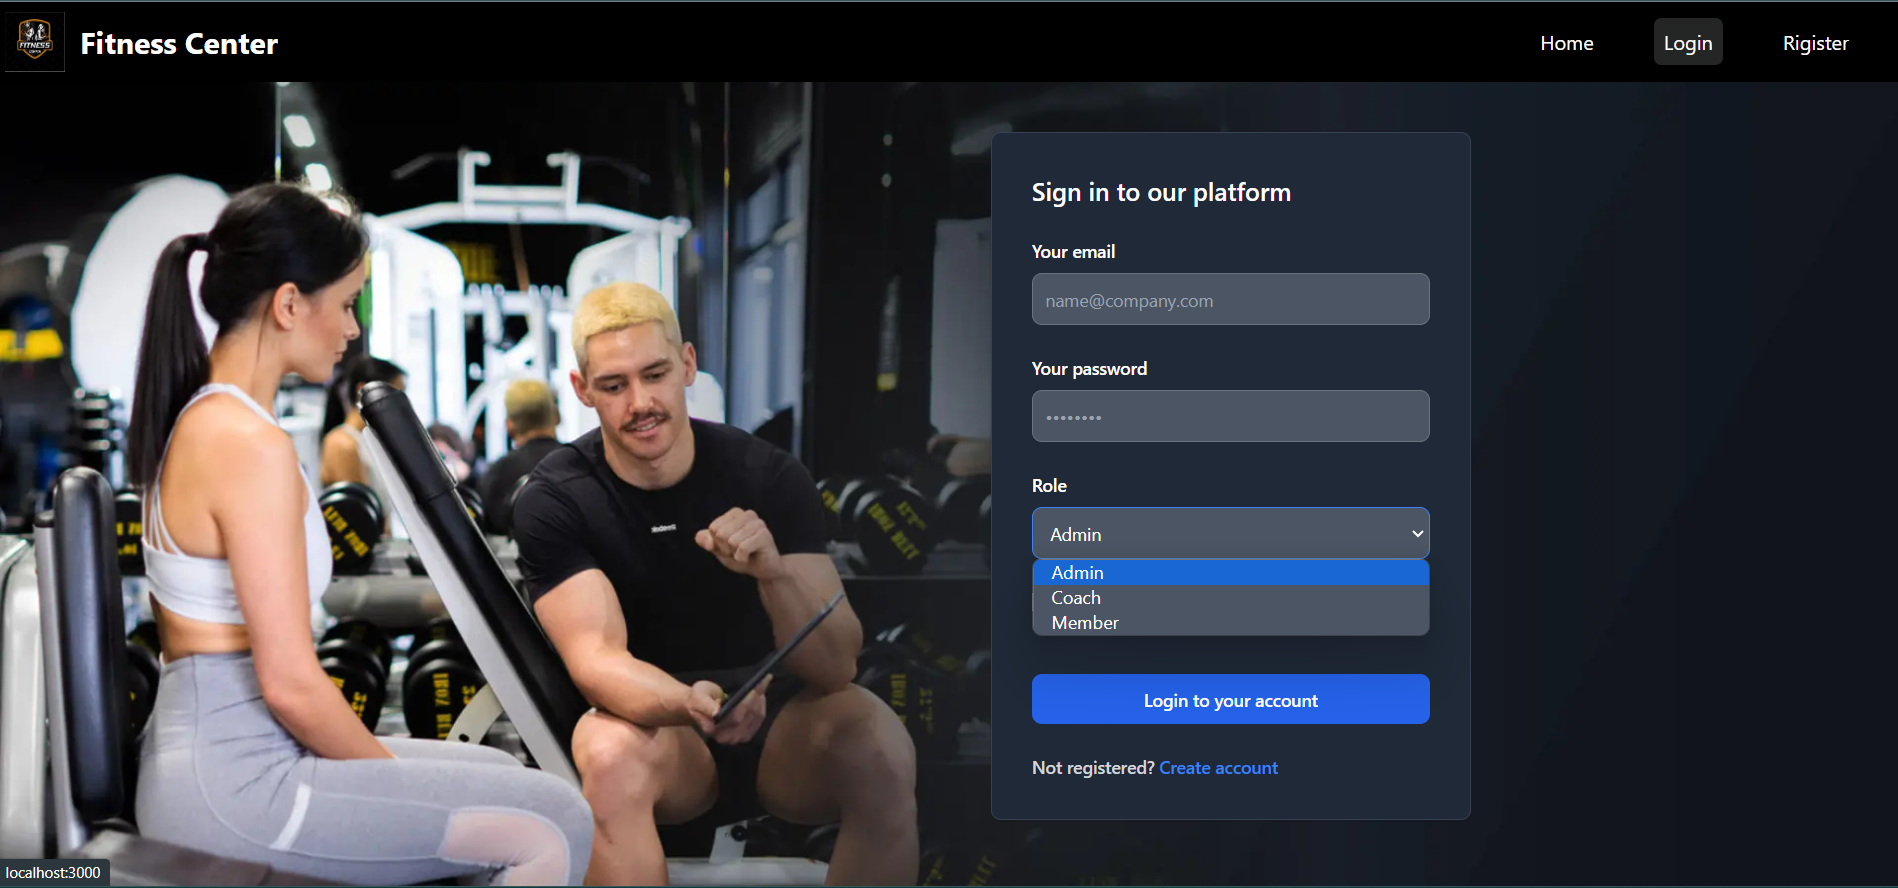 FITNESS
Fitness Center
Home
Login
Rigister
Sign in to our platform
Your email
name@company.com
Your password
••••••••
Role
Admin
Admin
Coach
Member
Login to your account
Not registered? Create account
localhost:3000